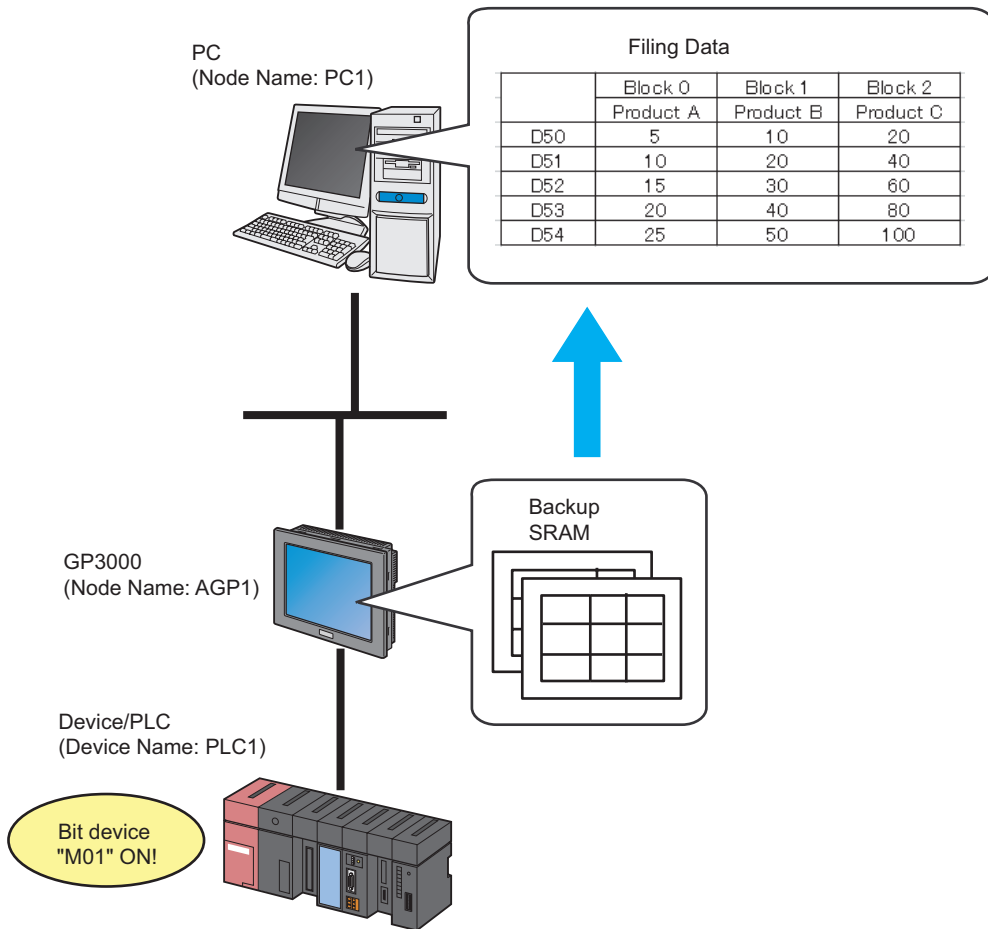 PC
(Node Name: PC1)
Filing Data
Block 0 Block 1 Block 2
Product A Product B Product C
D50 5 10 20
D51 10 20 40
D52 15 30 60
D53 20 40 80
D54 25 50 100
Backup
SRAM
GP3000
(Node Name: AGP1)
Device/PLC
(Device Name: PLC1)
Bit device
"M01" ON!